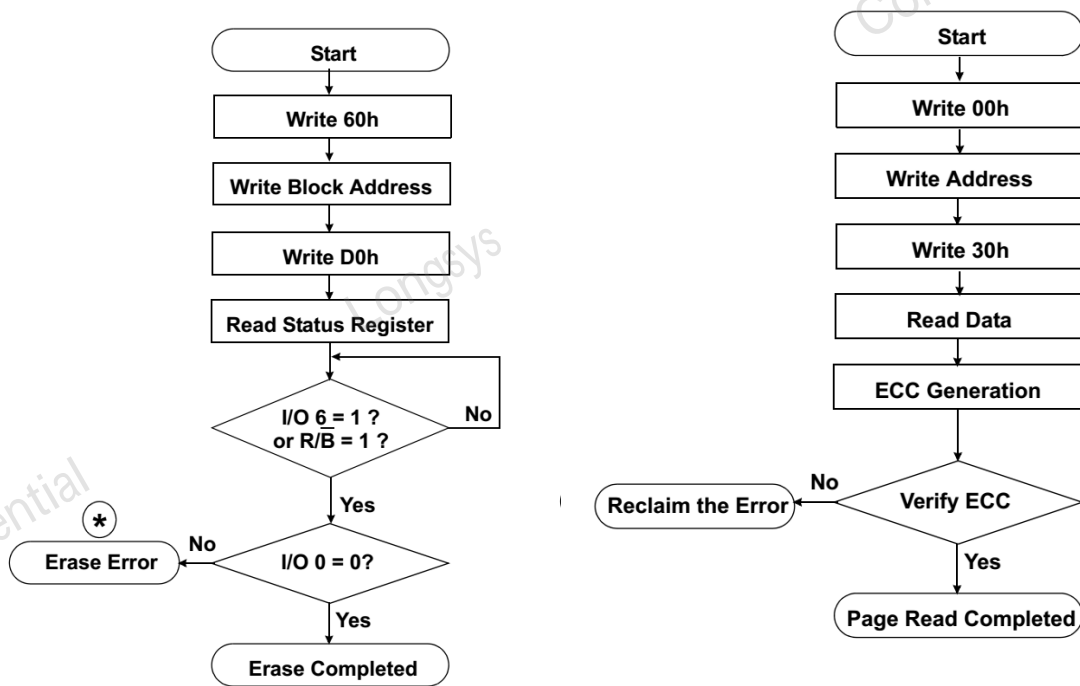 Start
Write 60h
Write Block Address
Write D0h
Read Status Register
I/O 6 = 1 ?
or R/B̅ = 1 ?
No
Yes
*
Erase Error
No
I/O 0 = 0?
Yes
Erase Completed
Longsys
Start
Write 00h
Write Address
Write 30h
Read Data
ECC Generation
Verify ECC
No
Reclaim the Error
Yes
Page Read Completed